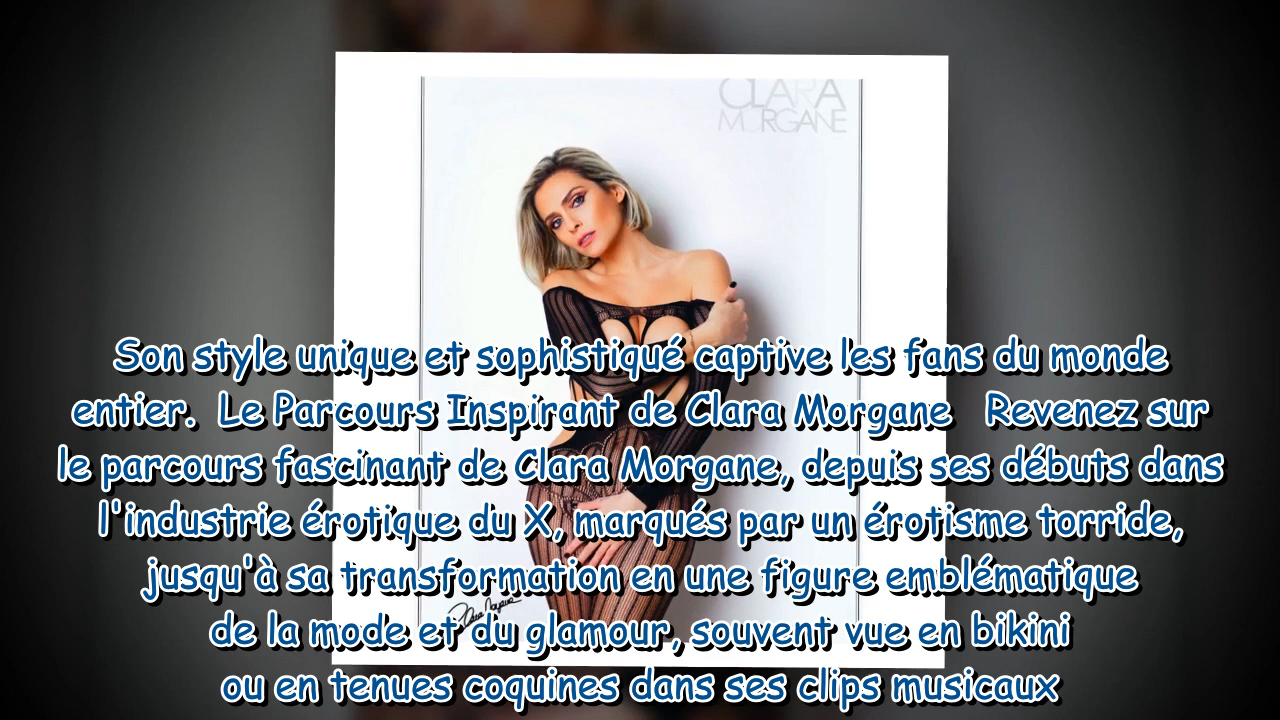 CLARA
MORGANE
Son style unique et sophistiqué captive les fans du monde
entier. Le Parcours Inspirant de Clara Morgane Revenez sur
le parcours fascinant de Clara Morgane, depuis ses débuts dans
l'industrie érotique du X, marqués par un érotisme torride,
jusqu'à sa transformation en une figure emblématique
de la mode et du glamour, souvent vue en bikini
ou en tenues coquines dans ses clips musicaux